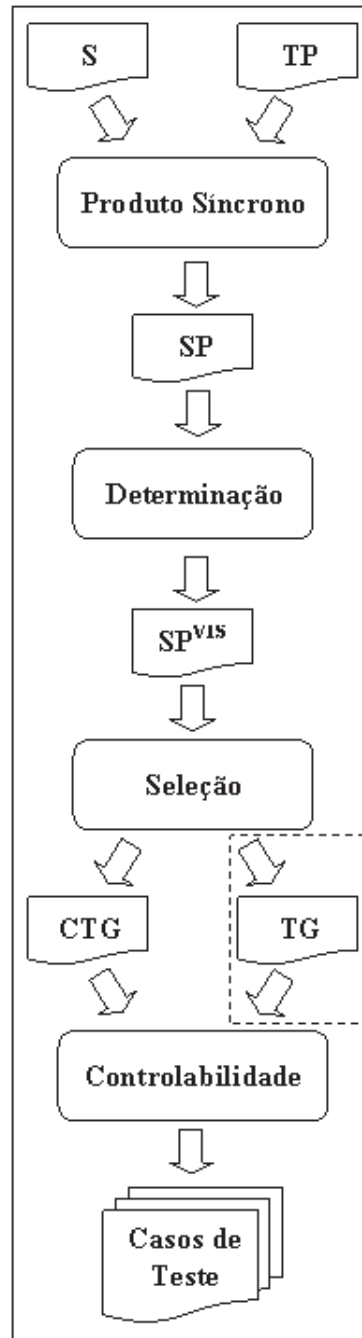 S TP
Produto Síncrono
SP
Determinação
SP^VIS
Seleção
CTG TG
Controlabilidade
Casos de
Teste